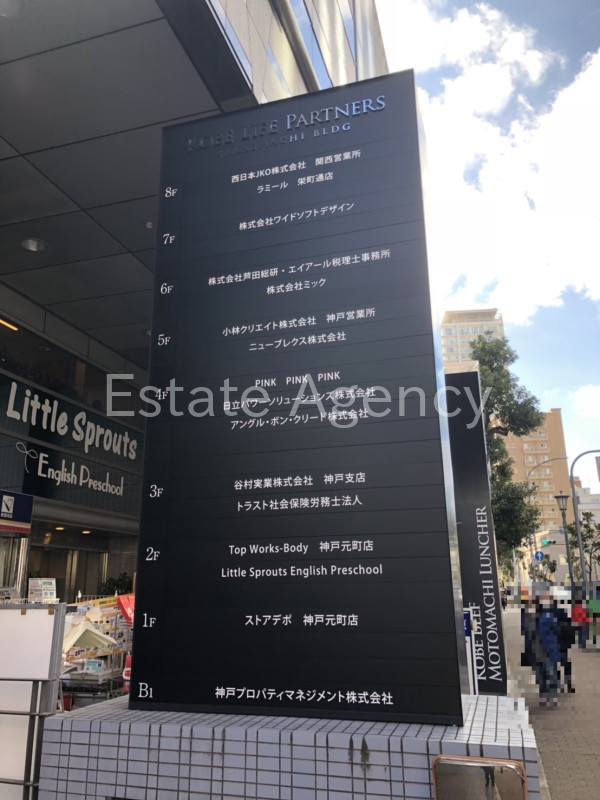 KOBE LIFE PARTNERS
BLDG
8F
西日本JKO株式会社 関西営業所
ラミール 栄町通店
7F
株式会社ワイドソフトデザイン
6F
株式会社芦田総研・エイアール税理士事務所
株式会社ミック
5F
小林クリエイト株式会社 神戸営業所
ニュープレクス株式会社
4F
PINK PINK PINK
日立パワーソリューションズ株式会社
アングル・ボン・クリード株式会社
3F
谷村実業株式会社 神戸支店
トラスト社会保険労務士法人
2F
Top Works-Body 神戸元町店
Little Sprouts English Preschool
1F
ストアデポ 神戸元町店
B1
神戸プロパティマネジメント株式会社
Estate Agency
Little Sprouts
English Preschool
KOBE BEEF
MOTOMACHI LUNCHER